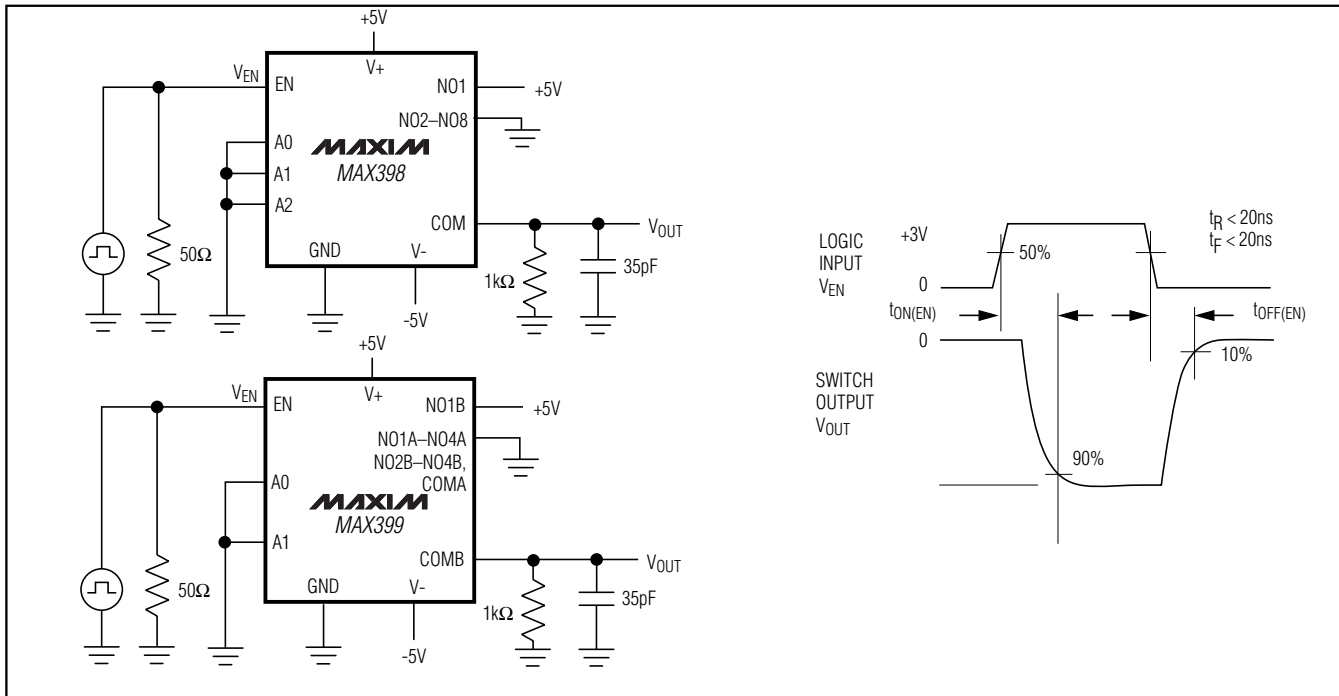 +5V
V+
VEN
EN
NO1
+5V
NO2–NO8
A0
MAXIM
A1
MAX398
A2
COM
VOUT
GND
V-
50Ω
1kΩ
35pF
-5V
+5V
V+
VEN
EN
NO1B
+5V
NO1A–NO4A
NO2B–NO4B,
COMA
A0
MAXIM
MAX399
A1
COMB
VOUT
GND
V-
50Ω
1kΩ
35pF
-5V
LOGIC
INPUT
VEN
+3V
0
50%
tR < 20ns
tF < 20ns
tON(EN)
tOFF(EN)
0
10%
SWITCH
OUTPUT
VOUT
90%